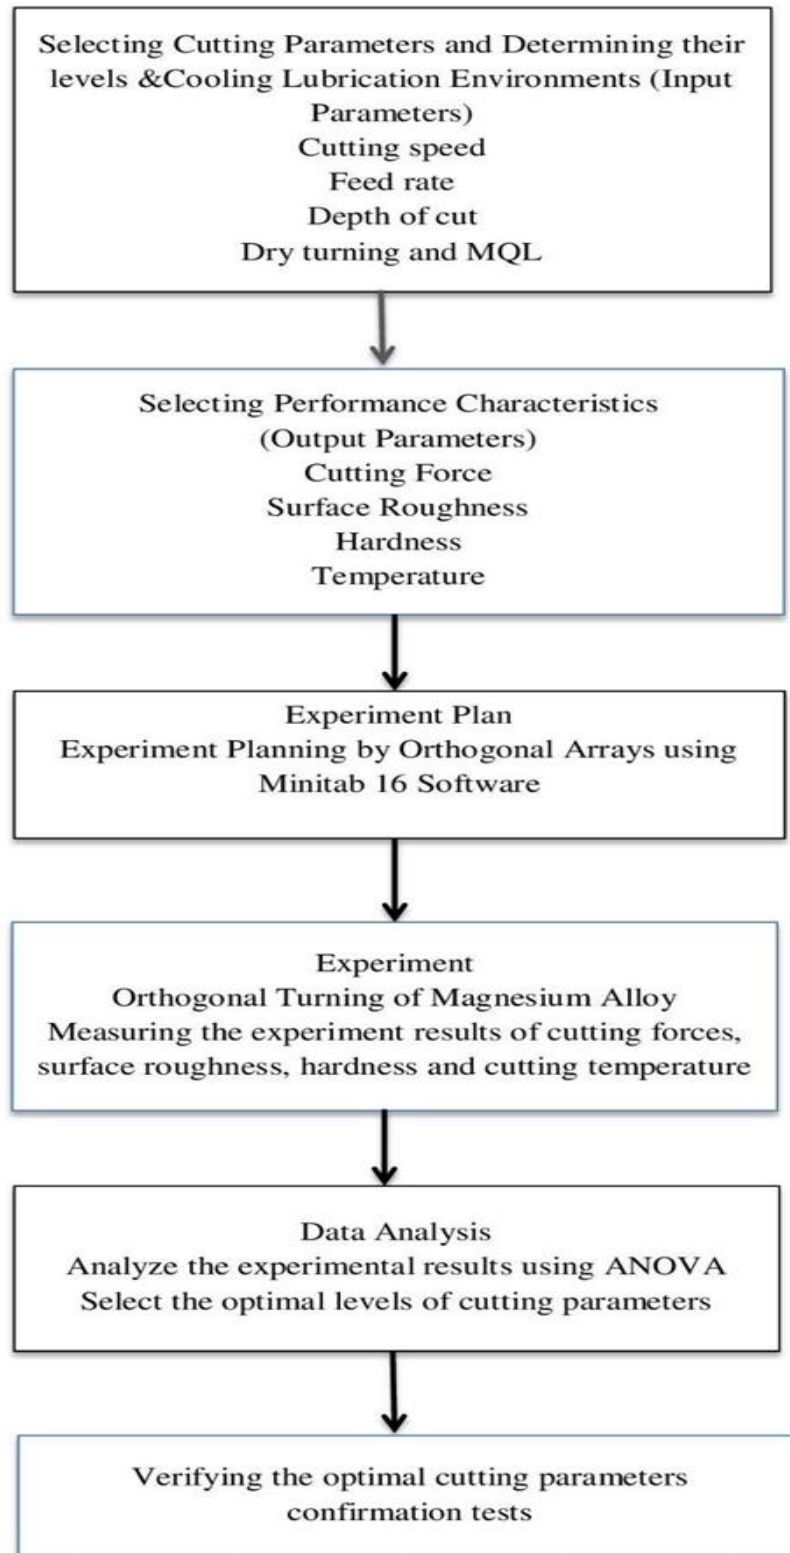 Selecting Cutting Parameters and Determining their
levels &Cooling Lubrication Environments (Input
Parameters)
Cutting speed
Feed rate
Depth of cut
Dry turning and MQL
Selecting Performance Characteristics
(Output Parameters)
Cutting Force
Surface Roughness
Hardness
Temperature
Experiment Plan
Experiment Planning by Orthogonal Arrays using
Minitab 16 Software
Experiment
Orthogonal Turning of Magnesium Alloy
Measuring the experiment results of cutting forces,
surface roughness, hardness and cutting temperature
Data Analysis
Analyze the experimental results using ANOVA
Select the optimal levels of cutting parameters
Verifying the optimal cutting parameters
confirmation tests